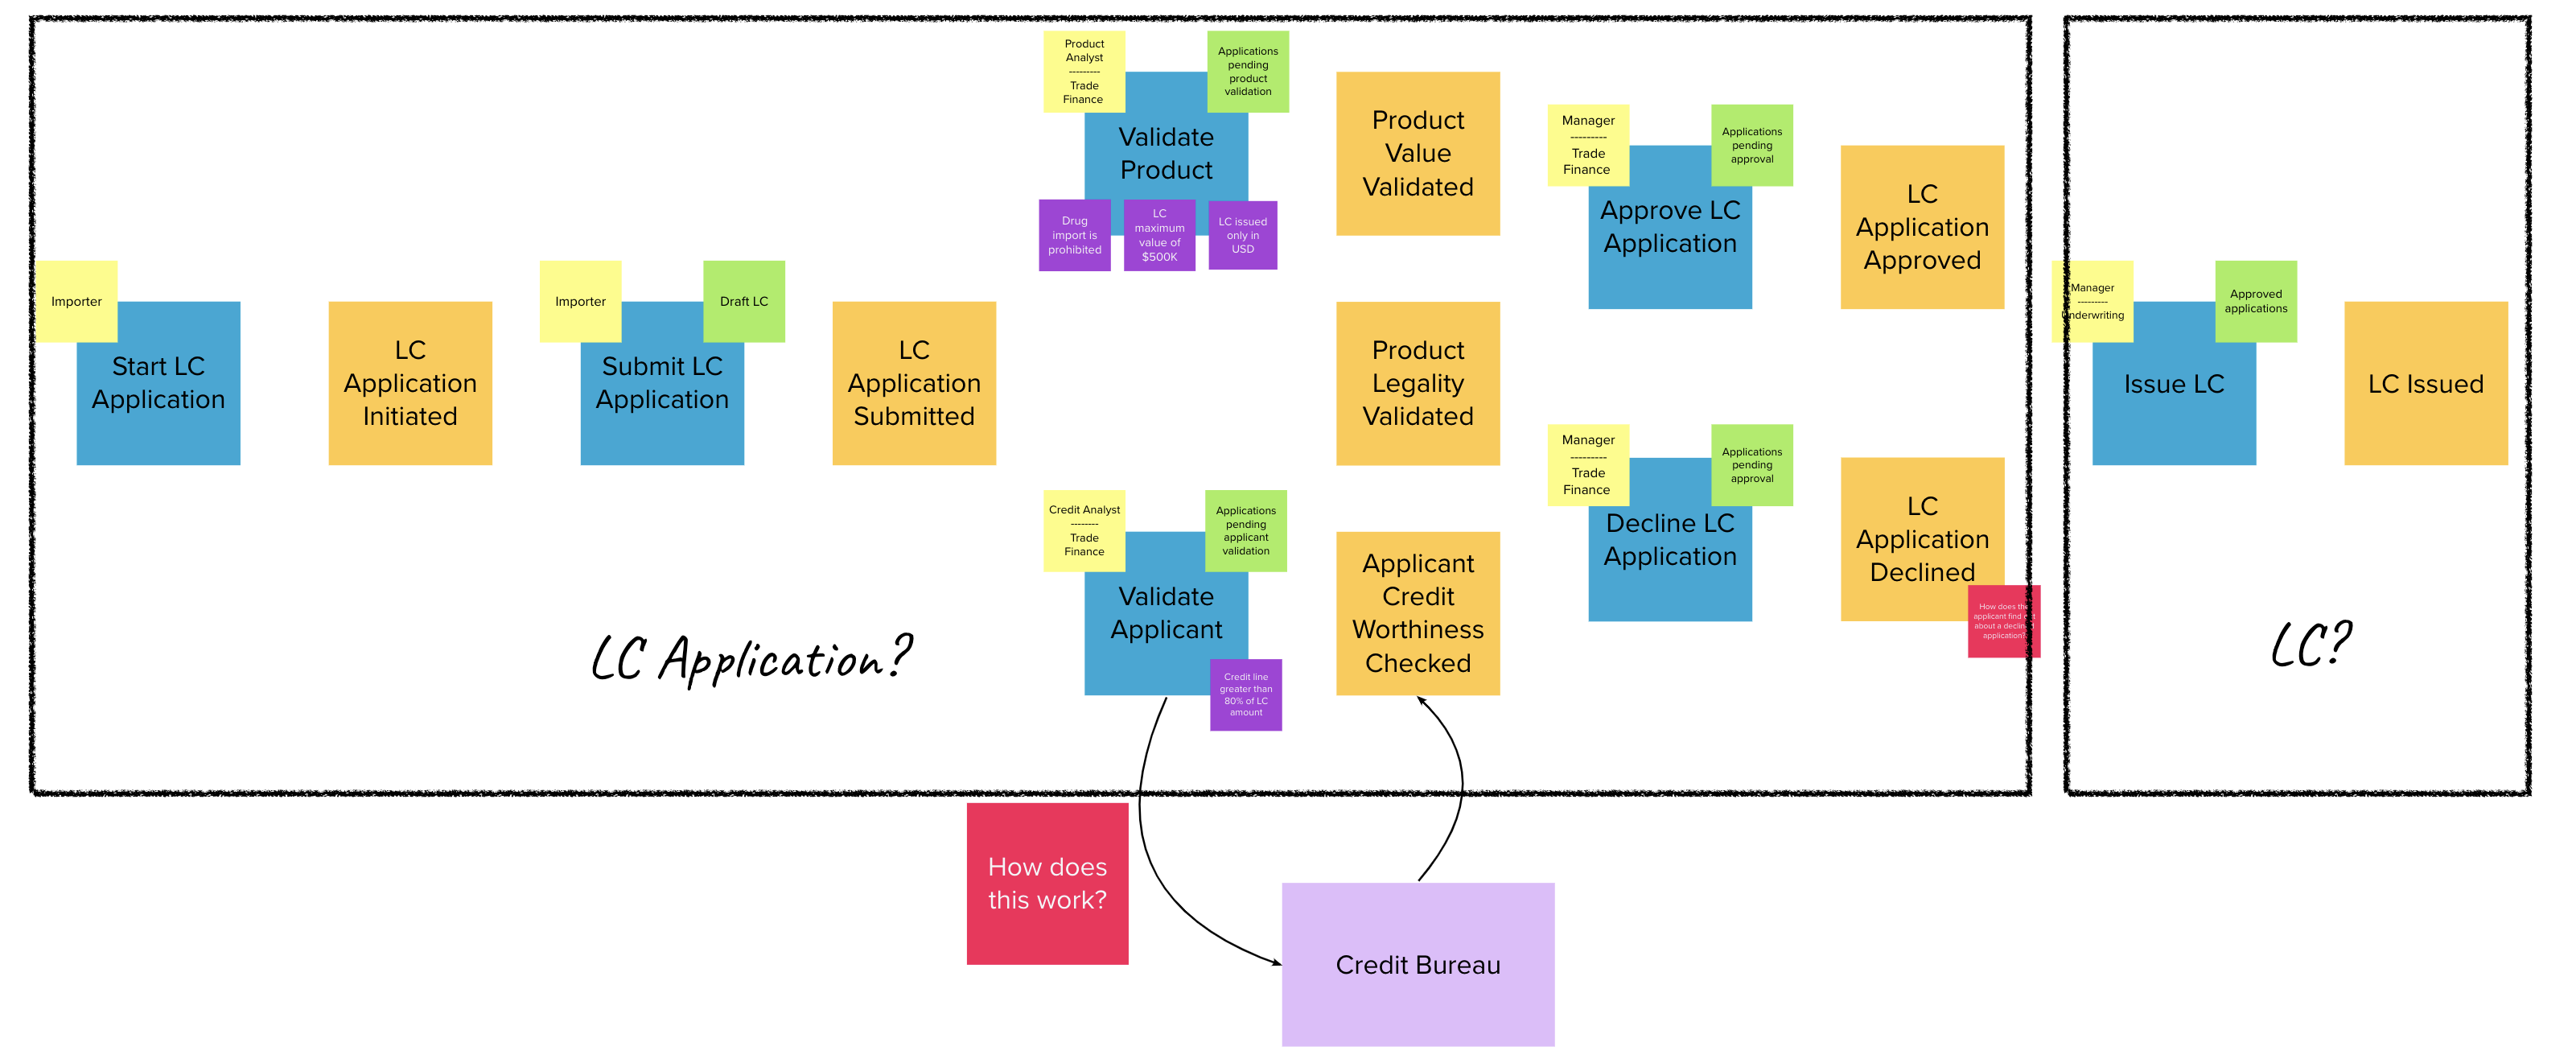 Product
Analyst
---------
Trade
Finance
Applications
pending
product
validation
Validate
Product
Drug
import is
prohibited
LC
maximum
value of
$500K
LC issued
only in
USD
Product
Value
Validated
Manager
---------
Trade
Finance
Applications
pending
approval
Approve LC
Application
LC
Application
Approved
Importer
Start LC
Application
LC
Application
Initiated
Importer
Draft LC
Submit LC
Application
LC
Application
Submitted
Product
Legality
Validated
Manager
---------
Trade
Finance
Applications
pending
approval
Decline LC
Application
LC
Application
Declined
How does the
applicant find out
about a declined
application?
Manager
---------
Underwriting
Approved
applications
Issue LC
LC Issued
Credit Analyst
--------
Trade
Finance
Applications
pending
applicant
validation
Validate
Applicant
Credit line
greater than
80% of LC
amount
Applicant
Credit
Worthiness
Checked
LC Application?
LC?
How does
this work?
Credit Bureau